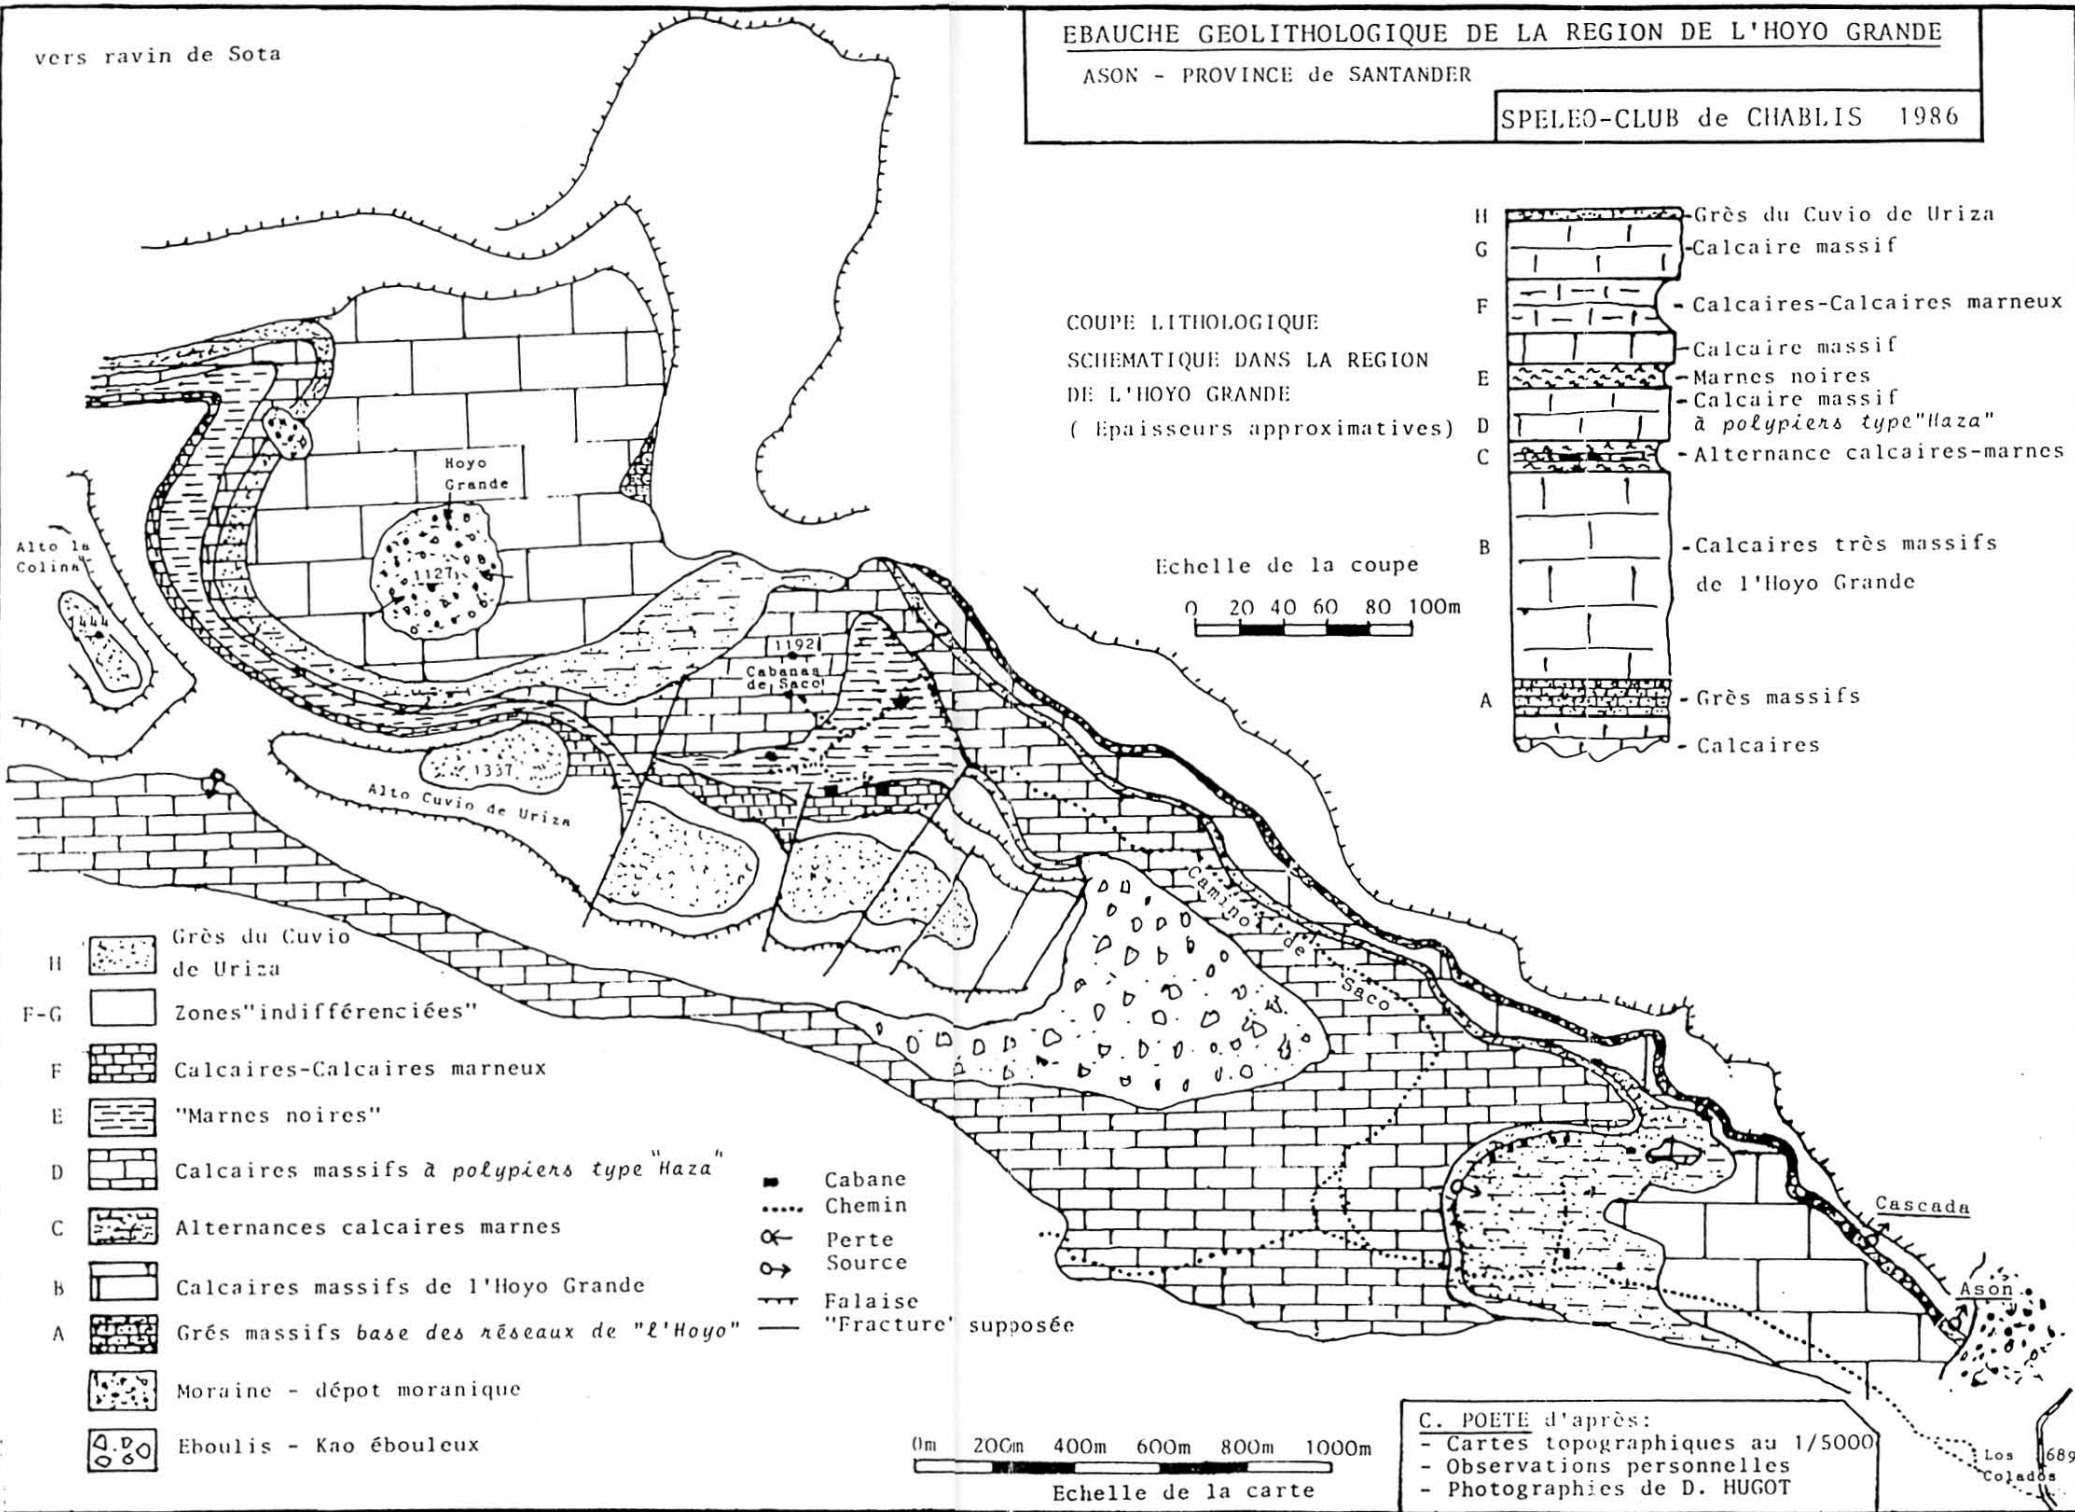 vers ravin de Sota
EBAUCHE GEOLITHOLOGIQUE DE LA REGION DE L'HOYO GRANDE
ASON - PROVINCE de SANTANDER
SPELEO-CLUB de CHABLIS 1986
COUPE LITHOLOGIQUE
SCHEMATIQUE DANS LA REGION
DE L'HOYO GRANDE
( Epaisseurs approximatives)
H -Grès du Cuvio de Uriza
G -Calcaire massif
F - Calcaires-Calcaires marneux
-Calcaire massif
E - Marnes noires
- Calcaire massif
D à polypiers type"Haza"
C - Alternance calcaires-marnes
B -Calcaires très massifs
de l'Hoyo Grande
A - Grès massifs
- Calcaires
Echelle de la coupe
0 20 40 60 80 100m
Hoyo
Grande
1127
Alto la
Colina
1444
1192
Cabanas
de Saco
1337
Alto Cuvio de Uriza
Camino de Saco
Cascada
Ason
Los
Colados
689
H Grès du Cuvio
de Uriza
F-G Zones"indifférenciées"
F Calcaires-Calcaires marneux
E "Marnes noires"
D Calcaires massifs à polypiers type "Haza"
C Alternances calcaires marnes
B Calcaires massifs de l'Hoyo Grande
A Grés massifs base des réseaux de "l'Hoyo"
Moraine - dépot moranique
Eboulis - Kao ébouleux
Cabane
Chemin
Perte
Source
Falaise
"Fracture" supposée
0m 200m 400m 600m 800m 1000m
Echelle de la carte
C. POETE d'après:
- Cartes topographiques au 1/5000
- Observations personnelles
- Photographies de D. HUGOT